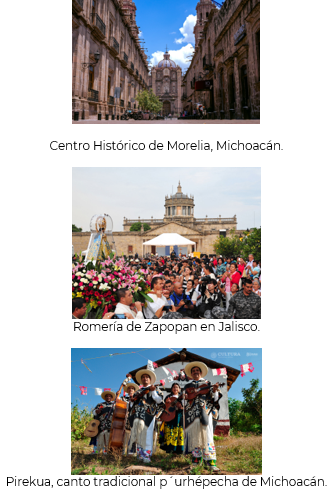 Centro Histórico de Morelia, Michoacán.
Romería de Zapopan en Jalisco.
Pirekua, canto tradicional p´urhépecha de Michoacán.